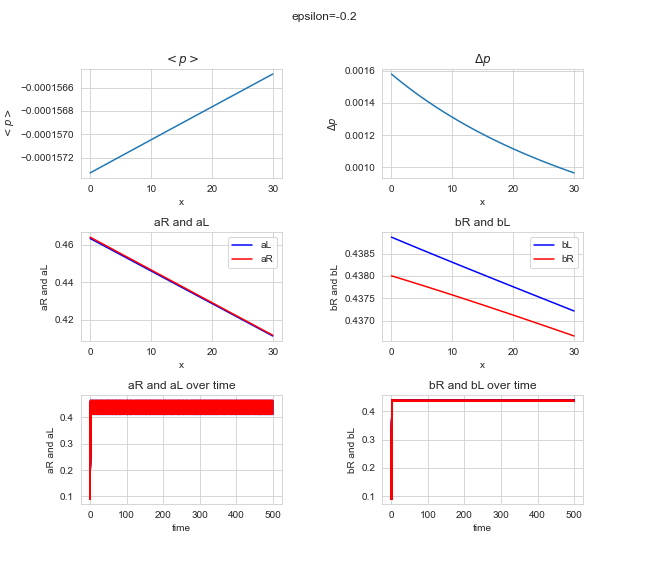 epsilon=-0.2
< p >
Δp
−0.0001566
−0.0001568
−0.0001570
−0.0001572
< p >
0 10 20 30
x
0.0016
0.0014
0.0012
0.0010
Δp
0 10 20 30
x
aR and aL
0.46
0.44
0.42
aR and aL
aL
aR
0 10 20 30
x
bR and bL
0.4385
0.4380
0.4375
0.4370
bR and bL
bL
bR
0 10 20 30
x
aR and aL over time
0.4
0.3
0.2
0.1
aR and aL
0 100 200 300 400 500
time
bR and bL over time
0.4
0.3
0.2
0.1
bR and bL
0 100 200 300 400 500
time